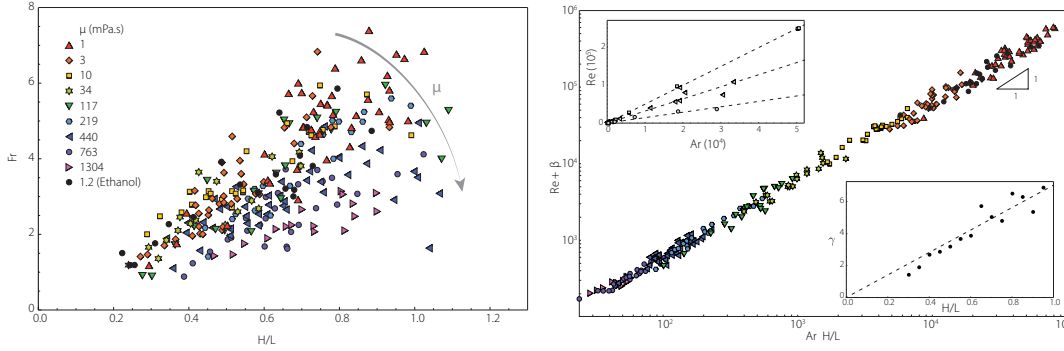 μ (mPa.s)
1
3
10
34
117
219
440
763
1304
1.2 (Ethanol)
μ
Fr
8
6
4
2
0
0.0 0.2 0.4 0.6 0.8 1.0 1.2
H/L
Re + β
10⁶
10⁵
10⁴
10³
10² 10³ 10⁴
Ar H/L
Re (10³)
2
1
0
0 1 2 3 4 5
Ar (10⁴)
1
1
γ
6
4
2
0
0.0 0.2 0.4 0.6 0.8 1.0
H/L